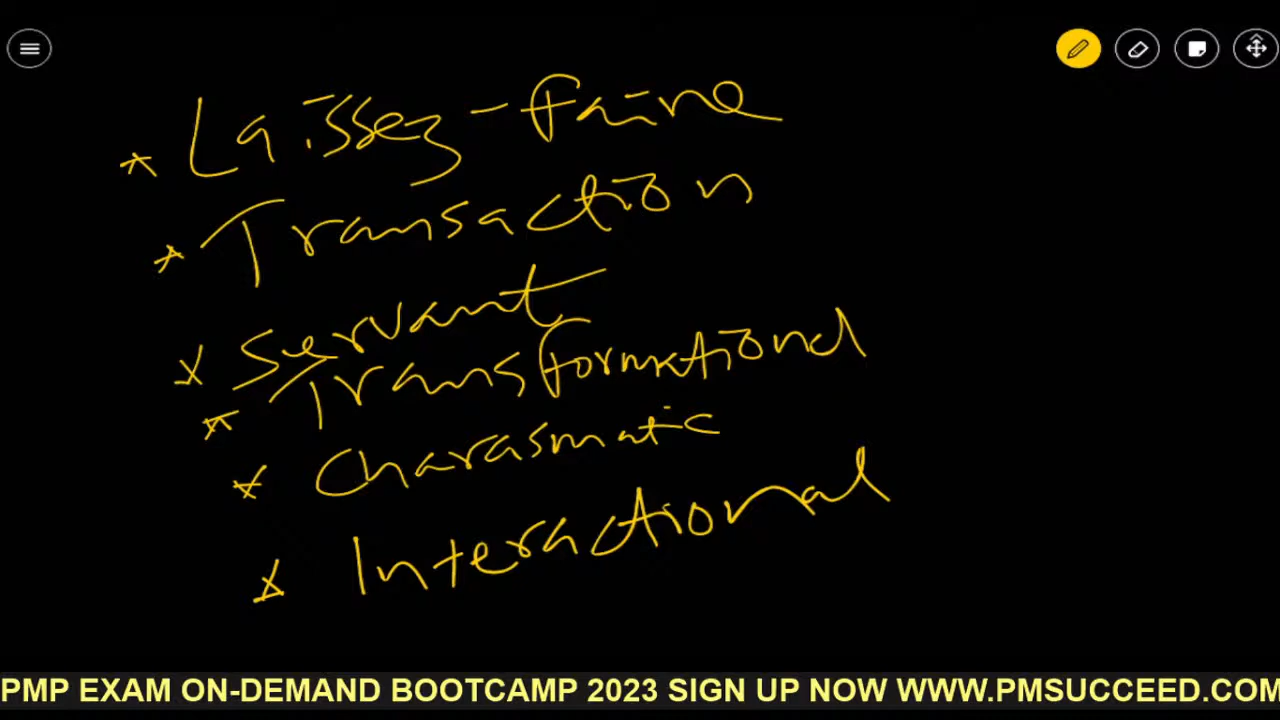 * Laissez-faire
* Transaction
* Servant
* Transformational
* Charasmatic
* Interactional
PMP EXAM ON-DEMAND BOOTCAMP 2023 SIGN UP NOW WWW.PMSUCCEED.COM